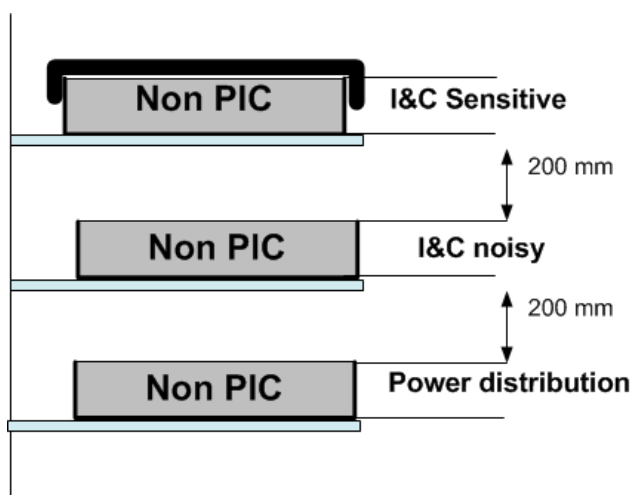 Non PIC
I&C Sensitive
200 mm
Non PIC
I&C noisy
200 mm
Non PIC
Power distribution